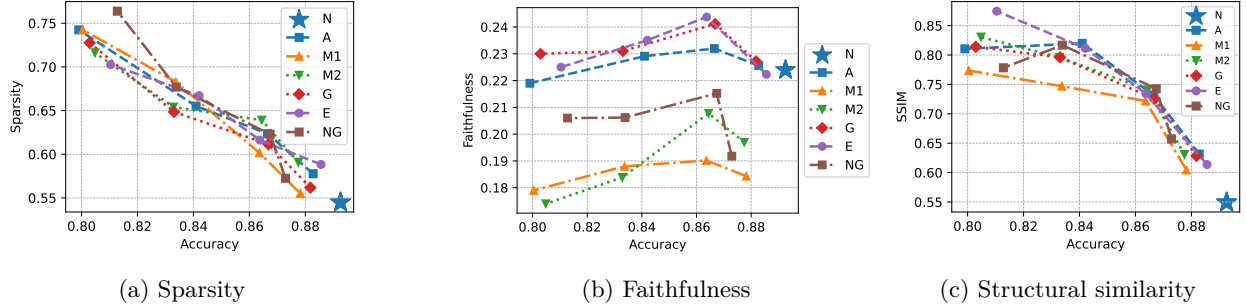 0.75
0.70
0.65
0.60
0.55
Sparsity
0.80 0.82 0.84 0.86 0.88
Accuracy
N
A
M1
M2
G
E
NG
(a) Sparsity
0.24
0.23
0.22
0.21
0.20
0.19
0.18
Faithfulness
0.80 0.82 0.84 0.86 0.88
Accuracy
N
A
M1
M2
G
E
NG
(b) Faithfulness
0.85
0.80
0.75
0.70
0.65
0.60
0.55
SSIM
0.80 0.82 0.84 0.86 0.88
Accuracy
N
A
M1
M2
G
E
NG
(c) Structural similarity